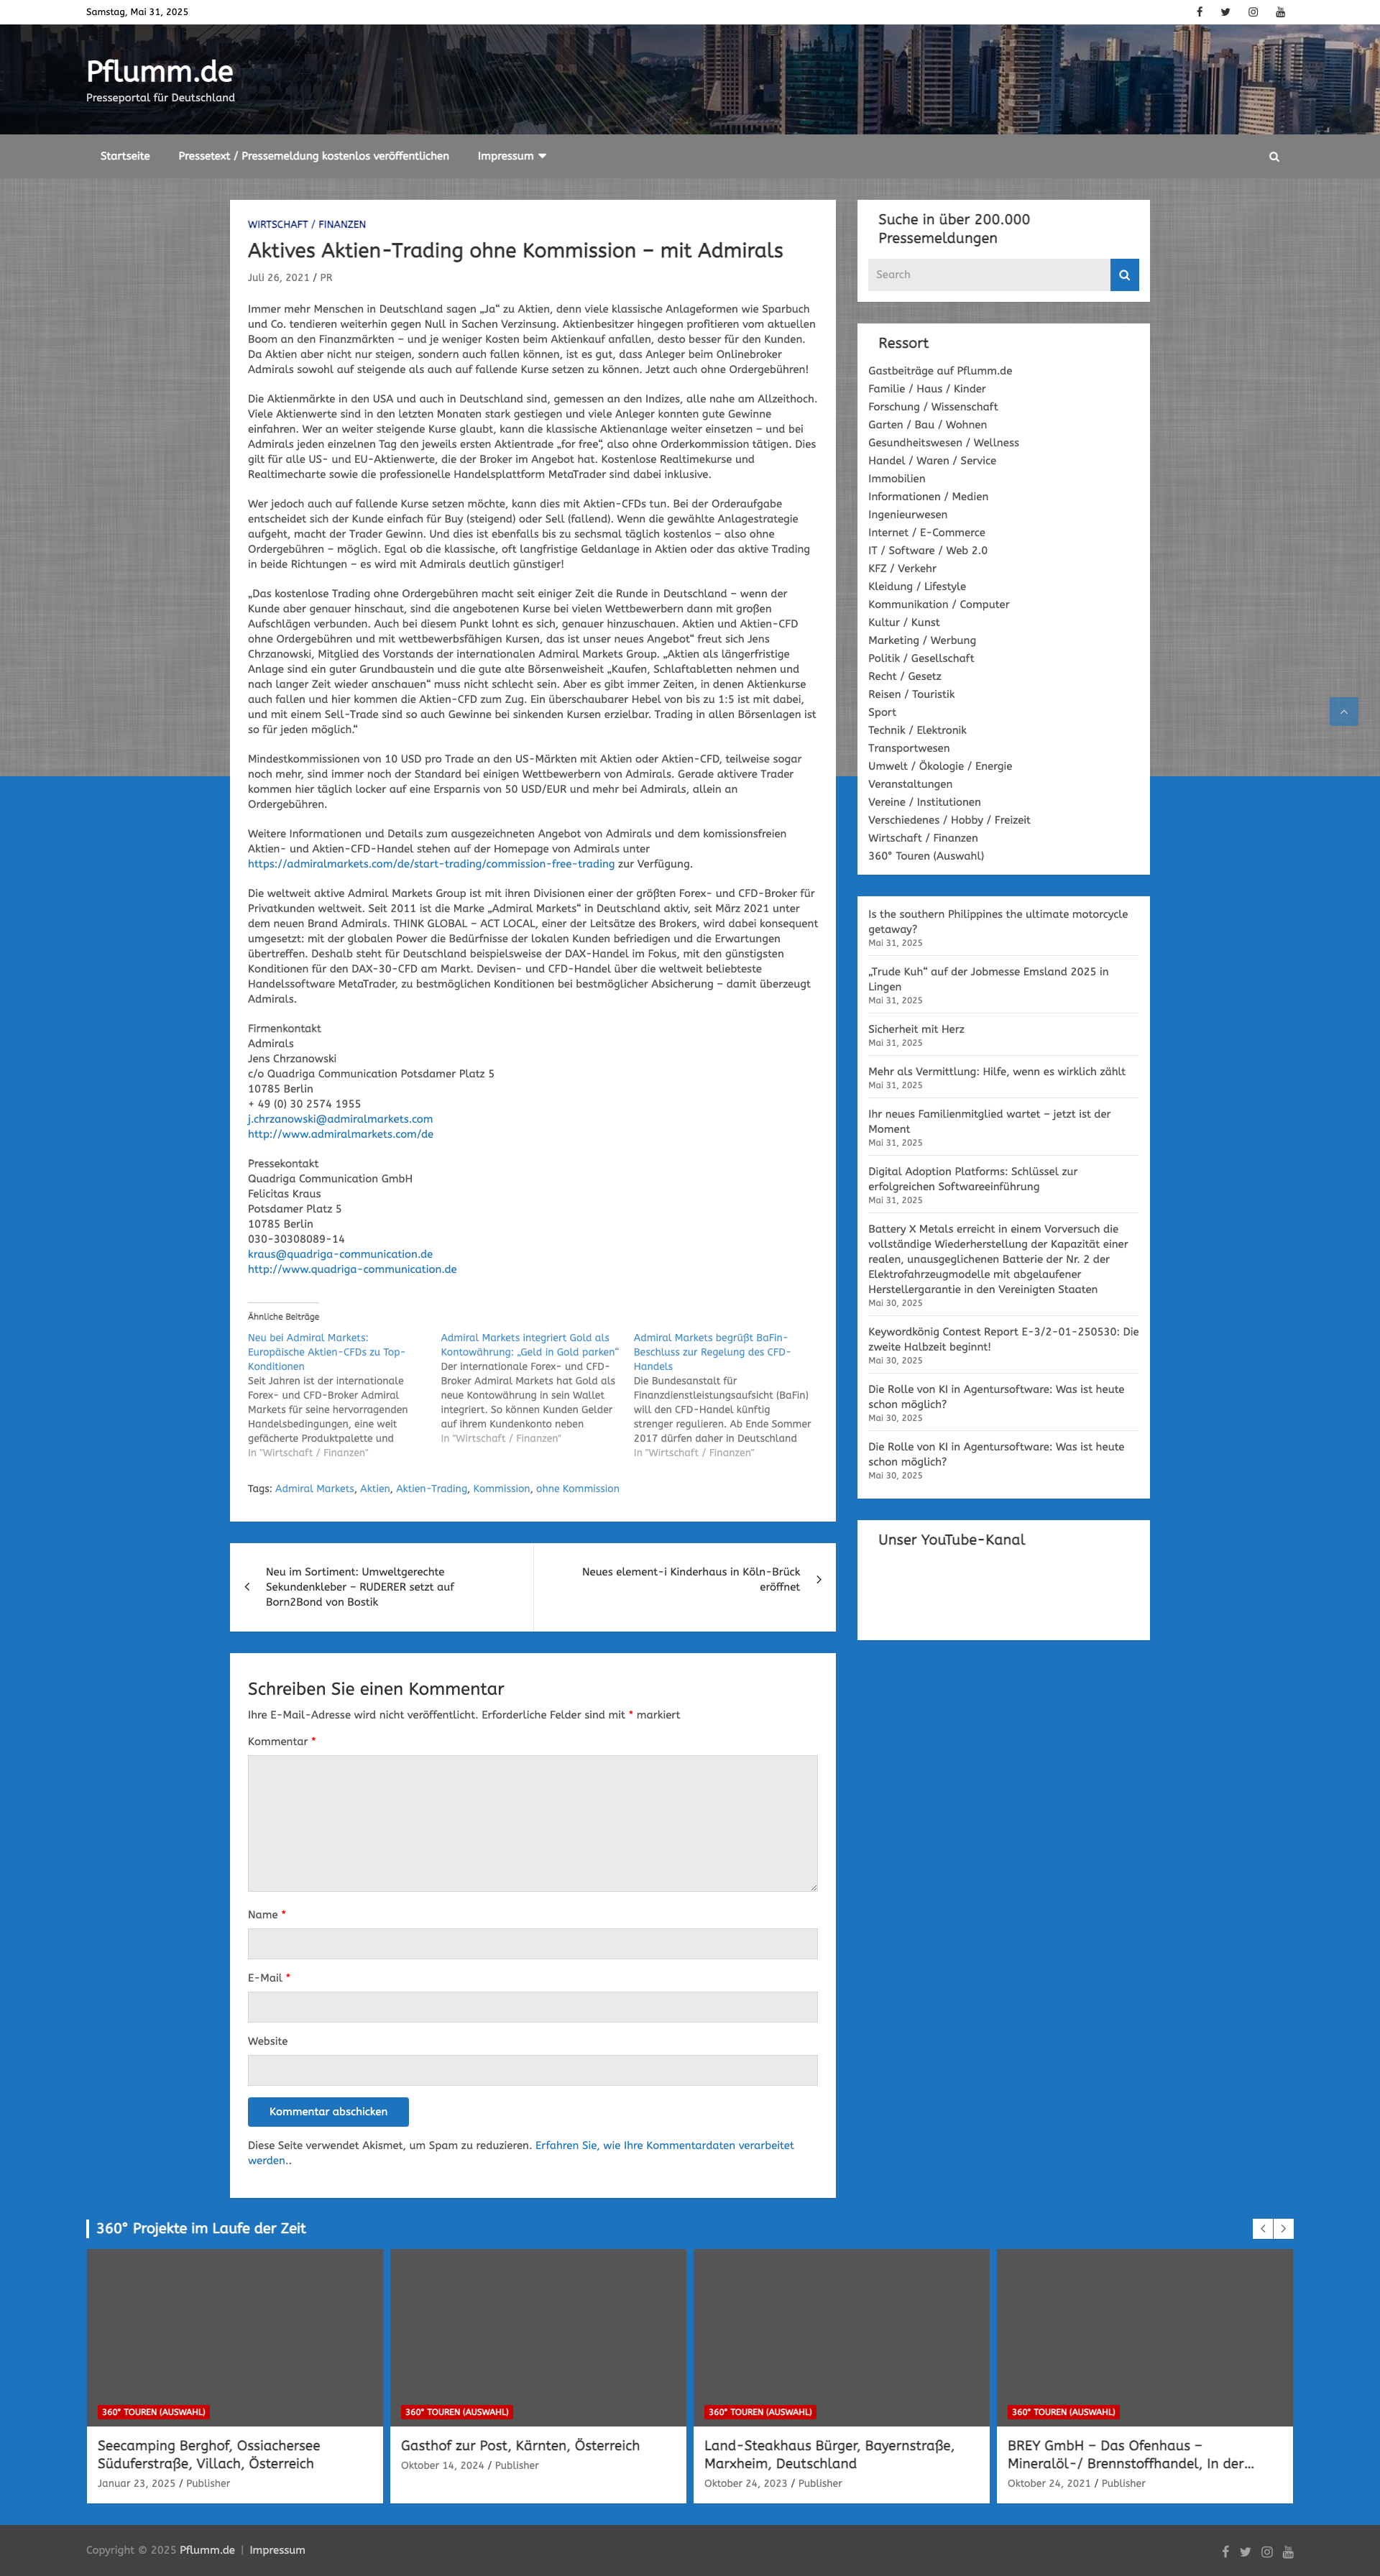 Samstag, Mai 31, 2025
Pflumm.de
Presseportal für Deutschland
Startseite
Pressetext / Pressemeldung kostenlos veröffentlichen
Impressum
WIRTSCHAFT / FINANZEN
Aktives Aktien-Trading ohne Kommission – mit Admirals
Juli 26, 2021 / PR
Immer mehr Menschen in Deutschland sagen „Ja“ zu Aktien, denn viele klassische Anlageformen wie Sparbuch
und Co. tendieren weiterhin gegen Null in Sachen Verzinsung. Aktienbesitzer hingegen profitieren vom aktuellen
Boom an den Finanzmärkten – und je weniger Kosten beim Aktienkauf anfallen, desto besser für den Kunden.
Da Aktien aber nicht nur steigen, sondern auch fallen können, ist es gut, dass Anleger beim Onlinebroker
Admirals sowohl auf steigende als auch auf fallende Kurse setzen zu können. Jetzt auch ohne Ordergebühren!
Die Aktienmärkte in den USA und auch in Deutschland sind, gemessen an den Indizes, alle nahe am Allzeithoch.
Viele Aktienwerte sind in den letzten Monaten stark gestiegen und viele Anleger konnten gute Gewinne
einfahren. Wer an weiter steigende Kurse glaubt, kann die klassische Aktienanlage weiter einsetzen – und bei
Admirals jeden einzelnen Tag den jeweils ersten Aktientrade „for free“, also ohne Orderkommission tätigen. Dies
gilt für alle US- und EU-Aktienwerte, die der Broker im Angebot hat. Kostenlose Realtimekurse und
Realtimecharte sowie die professionelle Handelsplattform MetaTrader sind dabei inklusive.
Wer jedoch auch auf fallende Kurse setzen möchte, kann dies mit Aktien-CFDs tun. Bei der Orderaufgabe
entscheidet sich der Kunde einfach für Buy (steigend) oder Sell (fallend). Wenn die gewählte Anlagestrategie
aufgeht, macht der Trader Gewinn. Und dies ist ebenfalls bis zu sechsmal täglich kostenlos – also ohne
Ordergebühren – möglich. Egal ob die klassische, oft langfristige Geldanlage in Aktien oder das aktive Trading
in beide Richtungen – es wird mit Admirals deutlich günstiger!
„Das kostenlose Trading ohne Ordergebühren macht seit einiger Zeit die Runde in Deutschland – wenn der
Kunde aber genauer hinschaut, sind die angebotenen Kurse bei vielen Wettbewerbern dann mit großen
Aufschlägen verbunden. Auch bei diesem Punkt lohnt es sich, genauer hinzuschauen. Aktien und Aktien-CFD
ohne Ordergebühren und mit wettbewerbsfähigen Kursen, das ist unser neues Angebot“ freut sich Jens
Chrzanowski, Mitglied des Vorstands der internationalen Admiral Markets Group. „Aktien als längerfristige
Anlage sind ein guter Grundbaustein und die gute alte Börsenweisheit „Kaufen, Schlaftabletten nehmen und
nach langer Zeit wieder anschauen“ muss nicht schlecht sein. Aber es gibt immer Zeiten, in denen Aktienkurse
auch fallen und hier kommen die Aktien-CFD zum Zug. Ein überschaubarer Hebel von bis zu 1:5 ist mit dabei,
und mit einem Sell-Trade sind so auch Gewinne bei sinkenden Kursen erzielbar. Trading in allen Börsenlagen ist
so für jeden möglich.“
Mindestkommissionen von 10 USD pro Trade an den US-Märkten mit Aktien oder Aktien-CFD, teilweise sogar
noch mehr, sind immer noch der Standard bei einigen Wettbewerbern von Admirals. Gerade aktivere Trader
kommen hier täglich locker auf eine Ersparnis von 50 USD/EUR und mehr bei Admirals, allein an
Ordergebühren.
Weitere Informationen und Details zum ausgezeichneten Angebot von Admirals und dem komissionsfreien
Aktien- und Aktien-CFD-Handel stehen auf der Homepage von Admirals unter
https://admiralmarkets.com/de/start-trading/commission-free-trading zur Verfügung.
Die weltweit aktive Admiral Markets Group ist mit ihren Divisionen einer der größten Forex- und CFD-Broker für
Privatkunden weltweit. Seit 2011 ist die Marke „Admiral Markets“ in Deutschland aktiv, seit März 2021 unter
dem neuen Brand Admirals. THINK GLOBAL – ACT LOCAL, einer der Leitsätze des Brokers, wird dabei konsequent
umgesetzt: mit der globalen Power die Bedürfnisse der lokalen Kunden befriedigen und die Erwartungen
übertreffen. Deshalb steht für Deutschland beispielsweise der DAX-Handel im Fokus, mit den günstigsten
Konditionen für den DAX-30-CFD am Markt. Devisen- und CFD-Handel über die weltweit beliebteste
Handelssoftware MetaTrader, zu bestmöglichen Konditionen bei bestmöglicher Absicherung – damit überzeugt
Admirals.
Firmenkontakt
Admirals
Jens Chrzanowski
c/o Quadriga Communication Potsdamer Platz 5
10785 Berlin
+ 49 (0) 30 2574 1955
j.chrzanowski@admiralmarkets.com
http://www.admiralmarkets.com/de
Pressekontakt
Quadriga Communication GmbH
Felicitas Kraus
Potsdamer Platz 5
10785 Berlin
030-30308089-14
kraus@quadriga-communication.de
http://www.quadriga-communication.de
Ähnliche Beiträge
Neu bei Admiral Markets:
Europäische Aktien-CFDs zu Top-
Konditionen
Seit Jahren ist der internationale
Forex- und CFD-Broker Admiral
Markets für seine hervorragenden
Handelsbedingungen, eine weit
gefächerte Produktpalette und
In "Wirtschaft / Finanzen"
Admiral Markets integriert Gold als
Kontowährung: „Geld in Gold parken“
Der internationale Forex- und CFD-
Broker Admiral Markets hat Gold als
neue Kontowährung in sein Wallet
integriert. So können Kunden Gelder
auf ihrem Kundenkonto neben
In "Wirtschaft / Finanzen"
Admiral Markets begrüßt BaFin-
Beschluss zur Regelung des CFD-
Handels
Die Bundesanstalt für
Finanzdienstleistungsaufsicht (BaFin)
will den CFD-Handel künftig
strenger regulieren. Ab Ende Sommer
2017 dürfen daher in Deutschland
In "Wirtschaft / Finanzen"
Tags: Admiral Markets, Aktien, Aktien-Trading, Kommission, ohne Kommission
Neu im Sortiment: Umweltgerechte
Sekundenkleber – RUDERER setzt auf
Born2Bond von Bostik
Neues element-i Kinderhaus in Köln-Brück
eröffnet
Schreiben Sie einen Kommentar
Ihre E-Mail-Adresse wird nicht veröffentlicht. Erforderliche Felder sind mit * markiert
Kommentar *
Name *
E-Mail *
Website
Kommentar abschicken
Diese Seite verwendet Akismet, um Spam zu reduzieren. Erfahren Sie, wie Ihre Kommentardaten verarbeitet
werden..
Suche in über 200.000
Pressemeldungen
Search
Ressort
Gastbeiträge auf Pflumm.de
Familie / Haus / Kinder
Forschung / Wissenschaft
Garten / Bau / Wohnen
Gesundheitswesen / Wellness
Handel / Waren / Service
Immobilien
Informationen / Medien
Ingenieurwesen
Internet / E-Commerce
IT / Software / Web 2.0
KFZ / Verkehr
Kleidung / Lifestyle
Kommunikation / Computer
Kultur / Kunst
Marketing / Werbung
Politik / Gesellschaft
Recht / Gesetz
Reisen / Touristik
Sport
Technik / Elektronik
Transportwesen
Umwelt / Ökologie / Energie
Veranstaltungen
Vereine / Institutionen
Verschiedenes / Hobby / Freizeit
Wirtschaft / Finanzen
360° Touren (Auswahl)
Is the southern Philippines the ultimate motorcycle
getaway?
Mai 31, 2025
„Trude Kuh“ auf der Jobmesse Emsland 2025 in
Lingen
Mai 31, 2025
Sicherheit mit Herz
Mai 31, 2025
Mehr als Vermittlung: Hilfe, wenn es wirklich zählt
Mai 31, 2025
Ihr neues Familienmitglied wartet – jetzt ist der
Moment
Mai 31, 2025
Digital Adoption Platforms: Schlüssel zur
erfolgreichen Softwareeinführung
Mai 31, 2025
Battery X Metals erreicht in einem Vorversuch die
vollständige Wiederherstellung der Kapazität einer
realen, unausgeglichenen Batterie der Nr. 2 der
Elektrofahrzeugmodelle mit abgelaufener
Herstellergarantie in den Vereinigten Staaten
Mai 30, 2025
Keywordkönig Contest Report E-3/2-01-250530: Die
zweite Halbzeit beginnt!
Mai 30, 2025
Die Rolle von KI in Agentursoftware: Was ist heute
schon möglich?
Mai 30, 2025
Die Rolle von KI in Agentursoftware: Was ist heute
schon möglich?
Mai 30, 2025
Unser YouTube-Kanal
360° Projekte im Laufe der Zeit
360° TOUREN (AUSWAHL)
Seecamping Berghof, Ossiachersee
Süduferstraße, Villach, Österreich
Januar 23, 2025 / Publisher
360° TOUREN (AUSWAHL)
Gasthof zur Post, Kärnten, Österreich
Oktober 14, 2024 / Publisher
360° TOUREN (AUSWAHL)
Land-Steakhaus Bürger, Bayernstraße,
Marxheim, Deutschland
Oktober 24, 2023 / Publisher
360° TOUREN (AUSWAHL)
BREY GmbH – Das Ofenhaus –
Mineralöl-/ Brennstoffhandel, In der...
Oktober 24, 2021 / Publisher
Copyright © 2025 Pflumm.de | Impressum